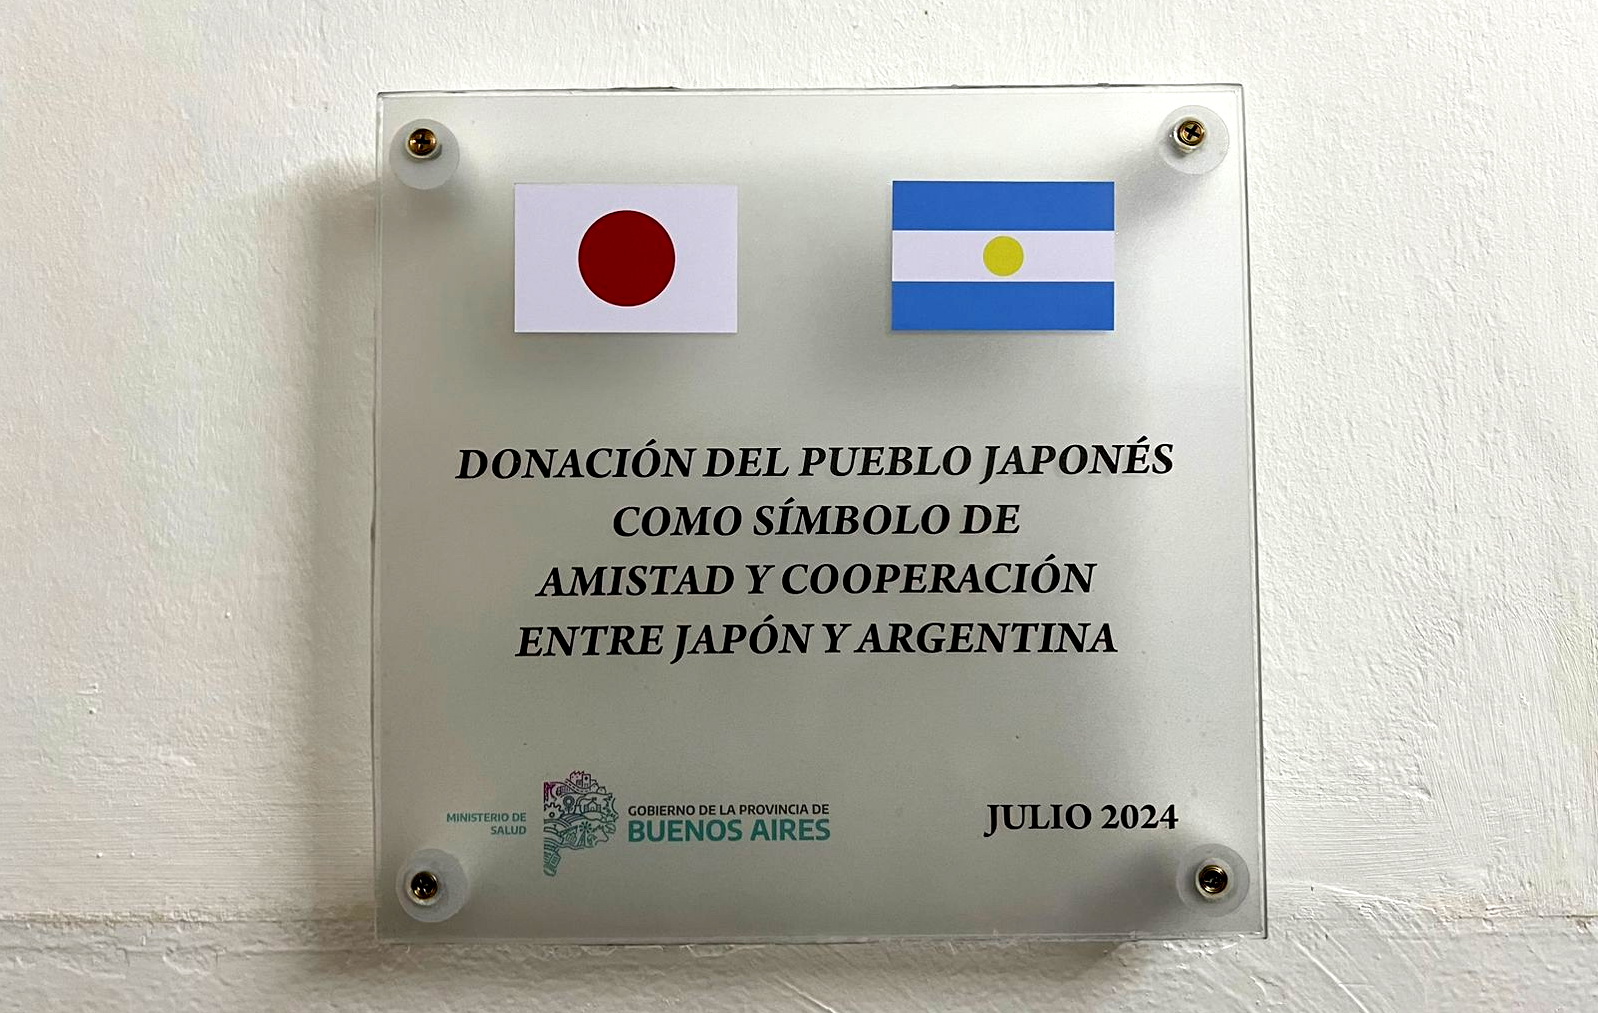 DONACIÓN DEL PUEBLO JAPONÉS
COMO SÍMBOLO DE
AMISTAD Y COOPERACIÓN
ENTRE JAPÓN Y ARGENTINA
MINISTERIO DE
SALUD
GOBIERNO DE LA PROVINCIA DE
BUENOS AIRES
JULIO 2024